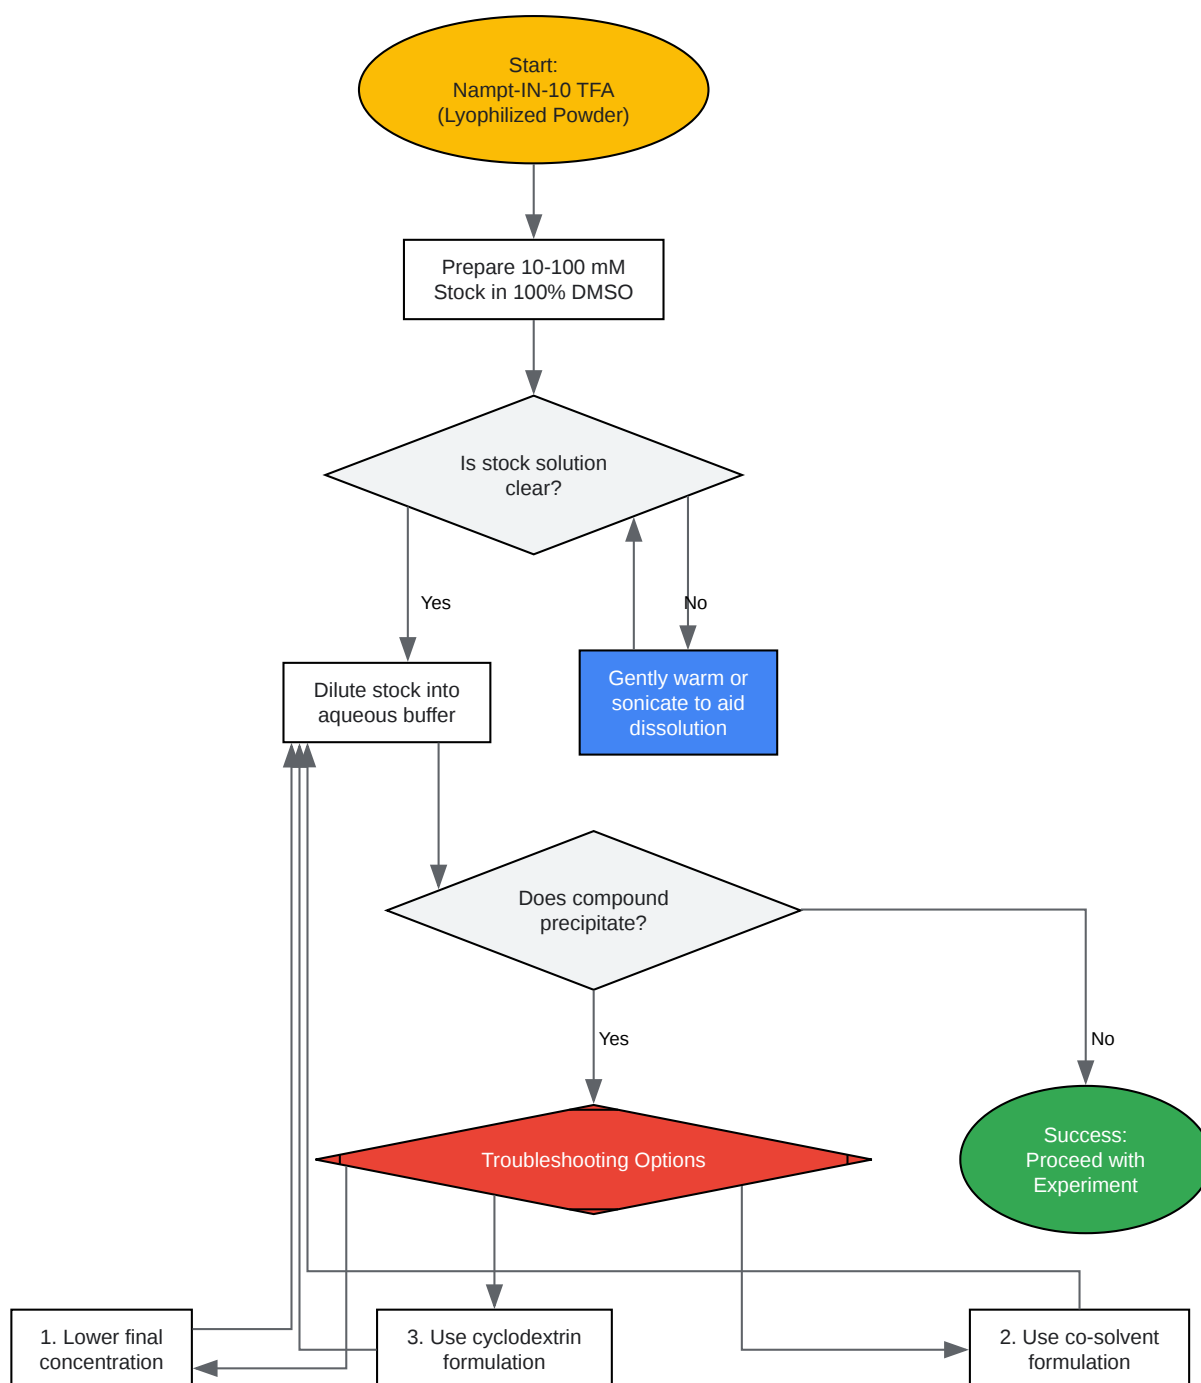 Start:
Nampt-IN-10 TFA
(Lyophilized Powder)
Prepare 10-100 mM
Stock in 100% DMSO
Is stock solution
clear?
Yes
No
Dilute stock into
aqueous buffer
Gently warm or
sonicate to aid
dissolution
Does compound
precipitate?
Yes
No
Troubleshooting Options
Success:
Proceed with
Experiment
1. Lower final
concentration
3. Use cyclodextrin
formulation
2. Use co-solvent
formulation